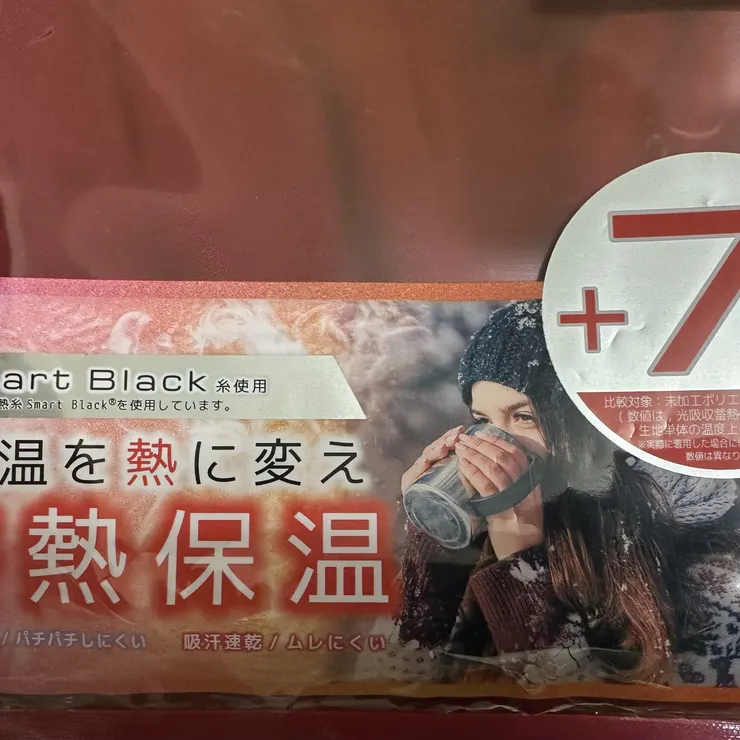 +7
比較対象：未加工ポリエ
（数値は、光吸収蓄熱
生地単体の温度上
※実際に着用した場合に
数値は異なり
art Black 糸使用
熱糸 Smart Black®を使用しています。
温を熱に変え
熱保温
/ パチパチしにくい 吸汗速乾 / ムレにくい